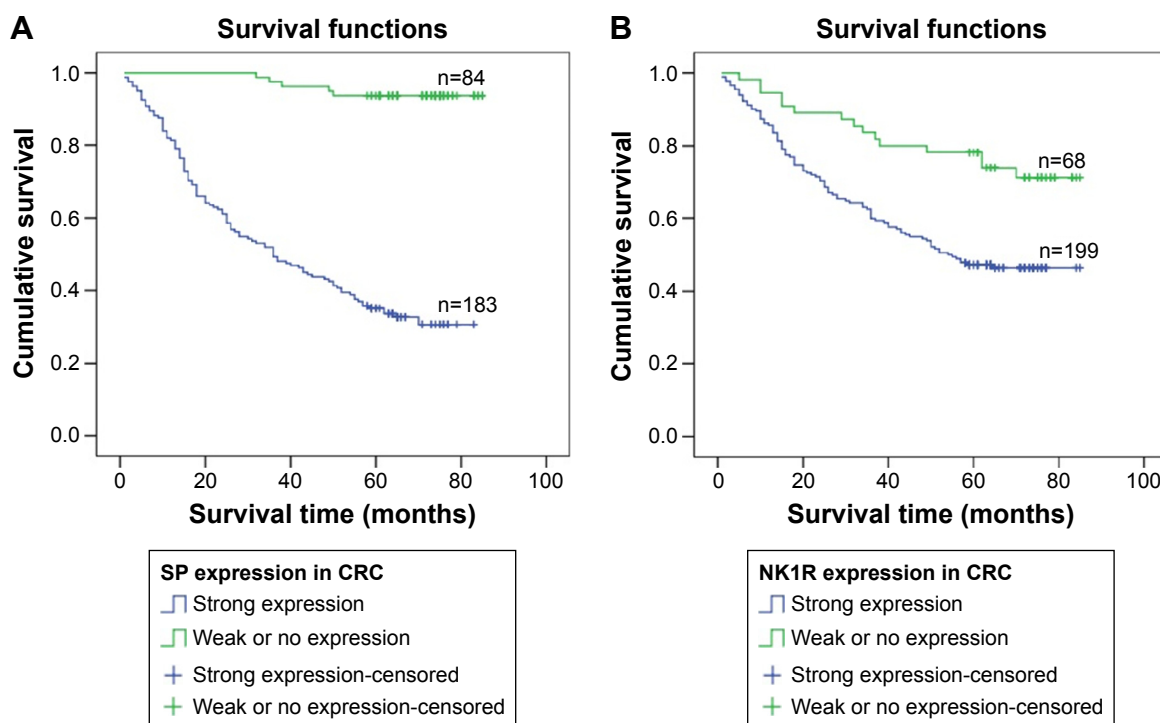 A
Survival functions
Cumulative survival
1.0
0.8
0.6
0.4
0.2
0.0
n=84
n=183
0 20 40 60 80 100
Survival time (months)
SP expression in CRC
Strong expression
Weak or no expression
Strong expression-censored
Weak or no expression-censored
B
Survival functions
Cumulative survival
1.0
0.8
0.6
0.4
0.2
0.0
n=68
n=199
0 20 40 60 80 100
Survival time (months)
NK1R expression in CRC
Strong expression
Weak or no expression
Strong expression-censored
Weak or no expression-censored